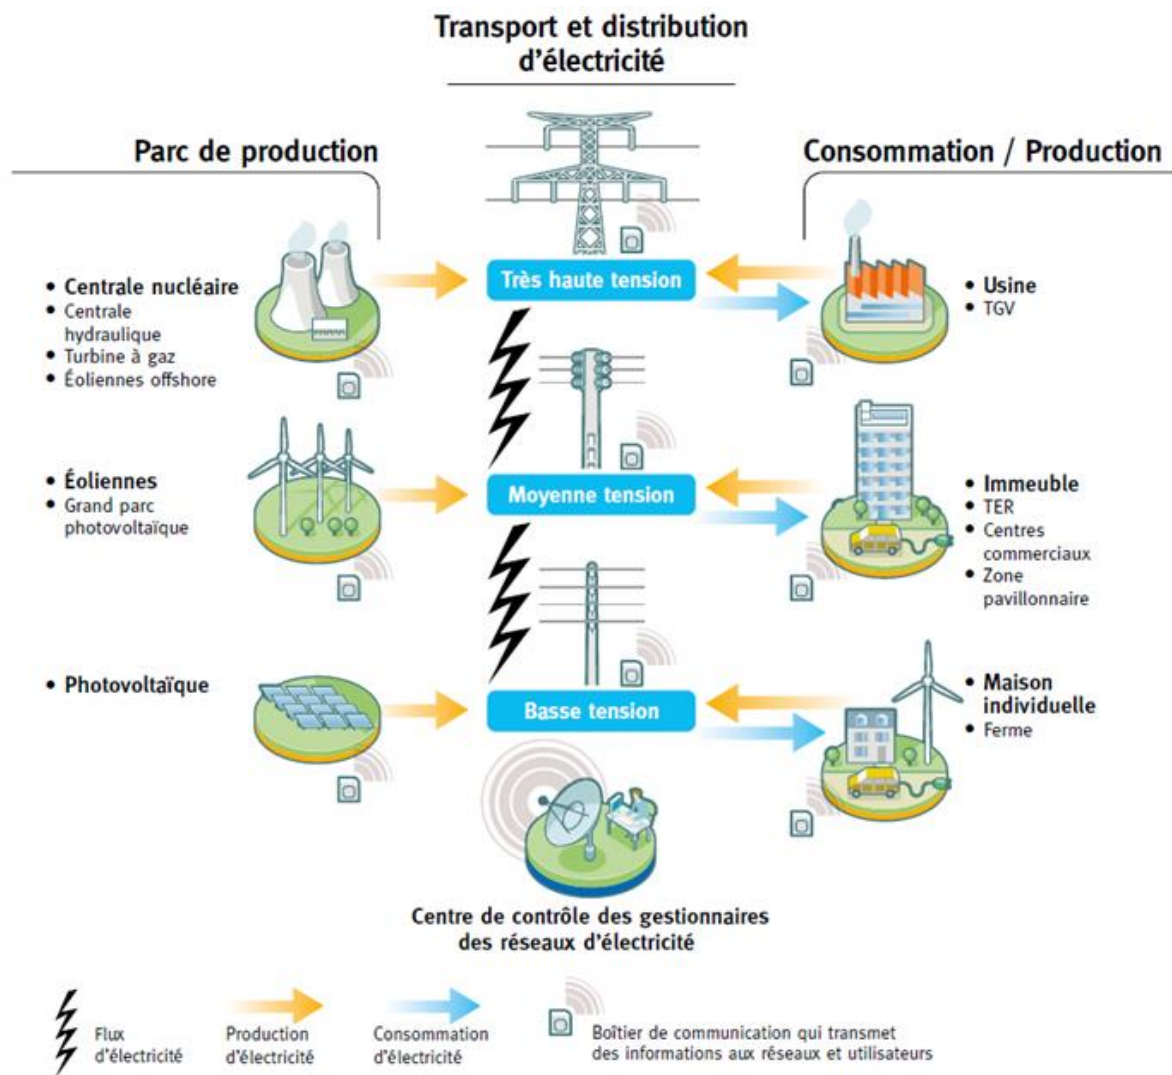 Transport et distribution
d'électricité
Parc de production
Consommation / Production
• Centrale nucléaire
• Centrale
hydraulique
• Turbine à gaz
• Éoliennes offshore
Très haute tension
• Usine
• TGV
• Éoliennes
• Grand parc
photovoltaïque
Moyenne tension
• Immeuble
• TER
• Centres
commerciaux
• Zone
pavillonnaire
• Photovoltaïque
Basse tension
• Maison
individuelle
• Ferme
Centre de contrôle des gestionnaires
des réseaux d'électricité
Flux
d'électricité
Production
d'électricité
Consommation
d'électricité
Boîtier de communication qui transmet
des informations aux réseaux et utilisateurs